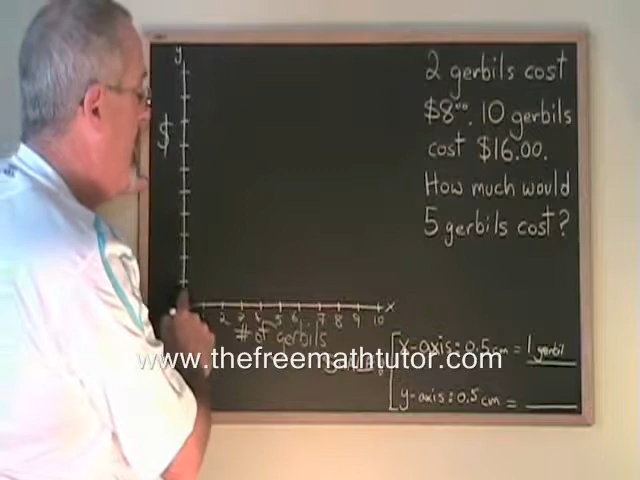 y
2 gerbils cost
$8⁰⁰. 10 gerbils
cost $16.00.
How much would
5 gerbils cost?
$
x
2 3 4 5 6 7 8 9 10
# of gerbils
x-axis: 0.5 cm = 1 gerbil
www.thefreemathtutor.com
SCALE:
y-axis: 0.5 cm =